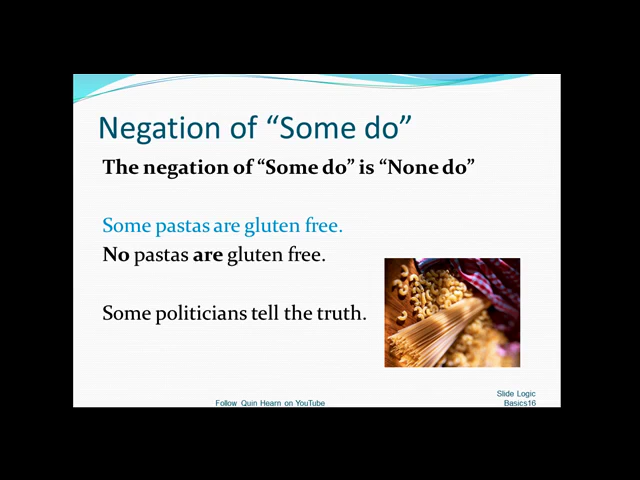 Negation of “Some do”
The negation of “Some do” is “None do”
Some pastas are gluten free.
No pastas are gluten free.
Some politicians tell the truth.
Follow Quin Hearn on YouTube
Slide Logic
Basics16